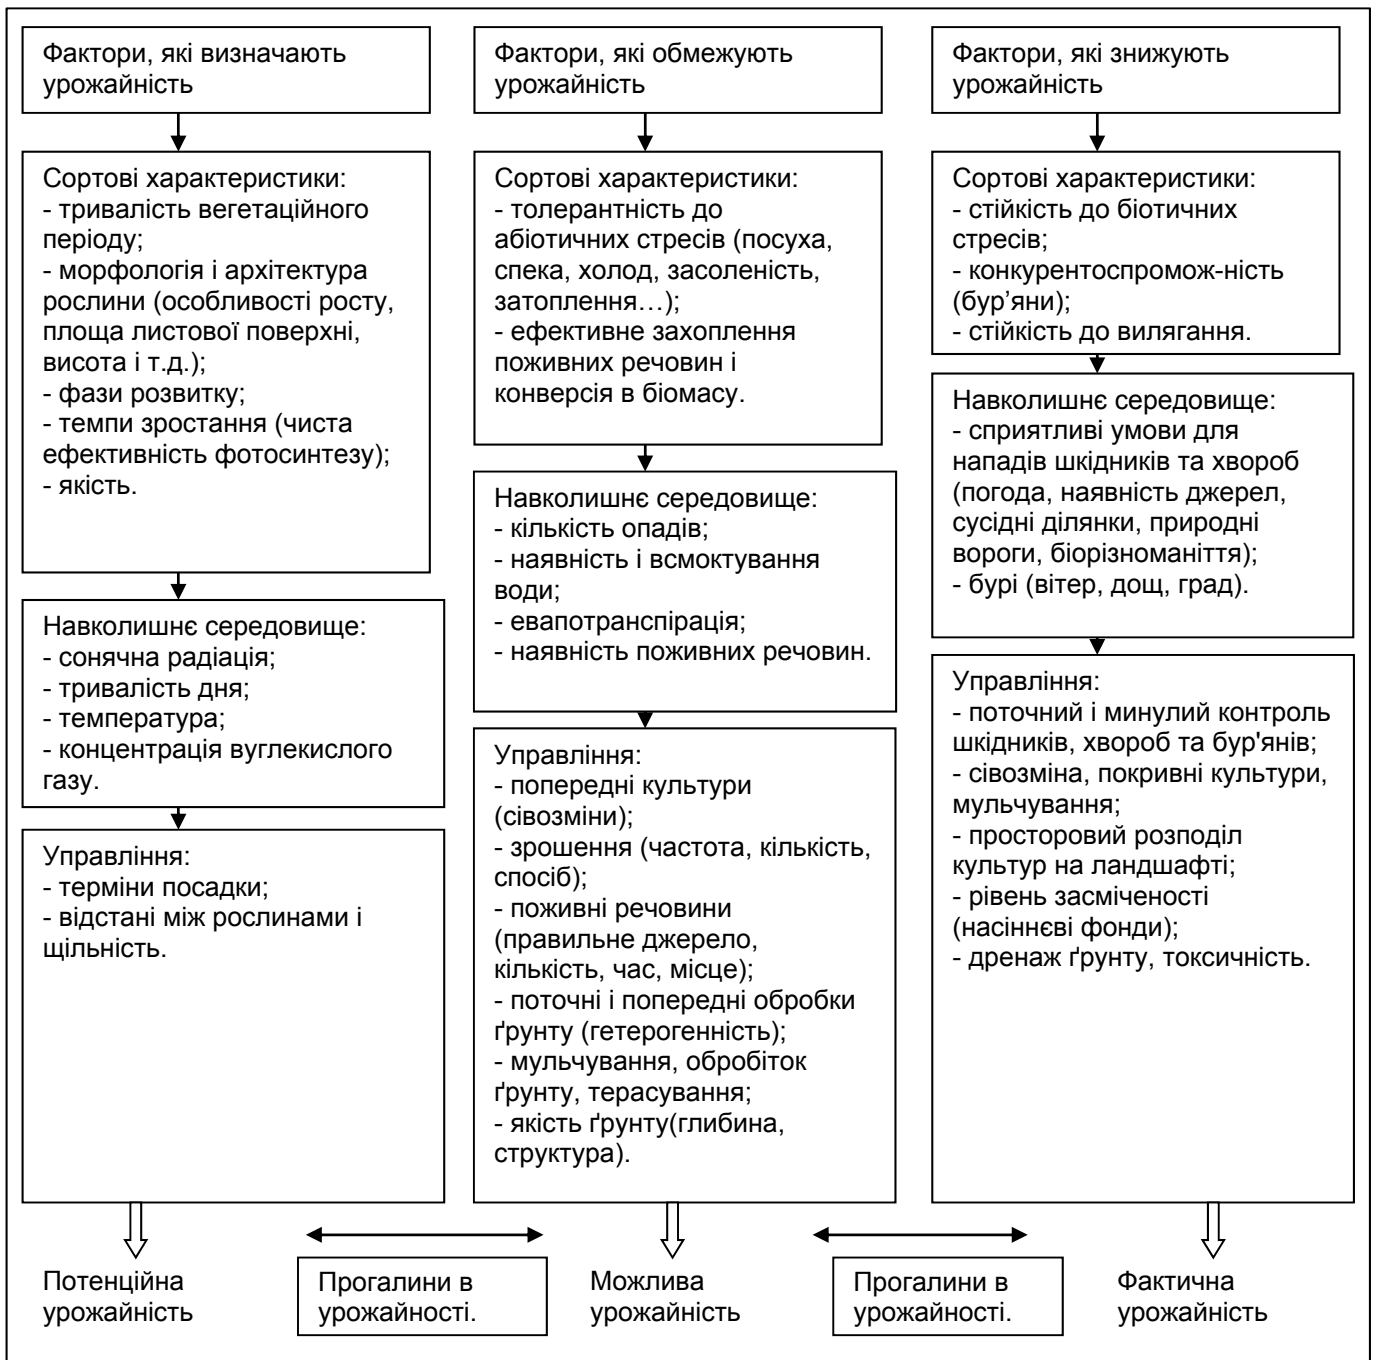 Фактори, які визначають
урожайність
Сортові характеристики:
- тривалість вегетаційного
періоду;
- морфологія і архітектура
рослини (особливості росту,
площа листової поверхні,
висота і т.д.);
- фази розвитку;
- темпи зростання (чиста
ефективність фотосинтезу);
- якість.
Навколишнє середовище:
- сонячна радіація;
- тривалість дня;
- температура;
- концентрація вуглекислого
газу.
Управління:
- терміни посадки;
- відстані між рослинами і
щільність.
Фактори, які обмежують
урожайність
Сортові характеристики:
- толерантність до
абіотичних стресів (посуха,
спека, холод, засоленість,
затоплення…);
- ефективне захоплення
поживних речовин і
конверсія в біомасу.
Навколишнє середовище:
- кількість опадів;
- наявність і всмоктування
води;
- евапотранспірація;
- наявність поживних речовин.
Управління:
- попередні культури
(сівозміни);
- зрошення (частота, кількість,
спосіб);
- поживні речовини
(правильне джерело,
кількість, час, місце);
- поточні і попередні обробки
ґрунту (гетерогенність);
- мульчування, обробіток
ґрунту, терасування;
- якість ґрунту(глибина,
структура).
Фактори, які знижують
урожайність
Сортові характеристики:
- стійкість до біотичних
стресів;
- конкурентоспромож-ність
(бур’яни);
- стійкість до вилягання.
Навколишнє середовище:
- сприятливі умови для
нападів шкідників та хвороб
(погода, наявність джерел,
сусідні ділянки, природні
вороги, біорізноманіття);
- бурі (вітер, дощ, град).
Управління:
- поточний і минулий контроль
шкідників, хвороб та бур'янів;
- сівозміна, покривні культури,
мульчування;
- просторовий розподіл
культур на ландшафті;
- рівень засміченості
(насіннєві фонди);
- дренаж ґрунту, токсичність.
Потенційна
урожайність
Прогалини в
урожайності.
Можлива
урожайність
Прогалини в
урожайності.
Фактична
урожайність